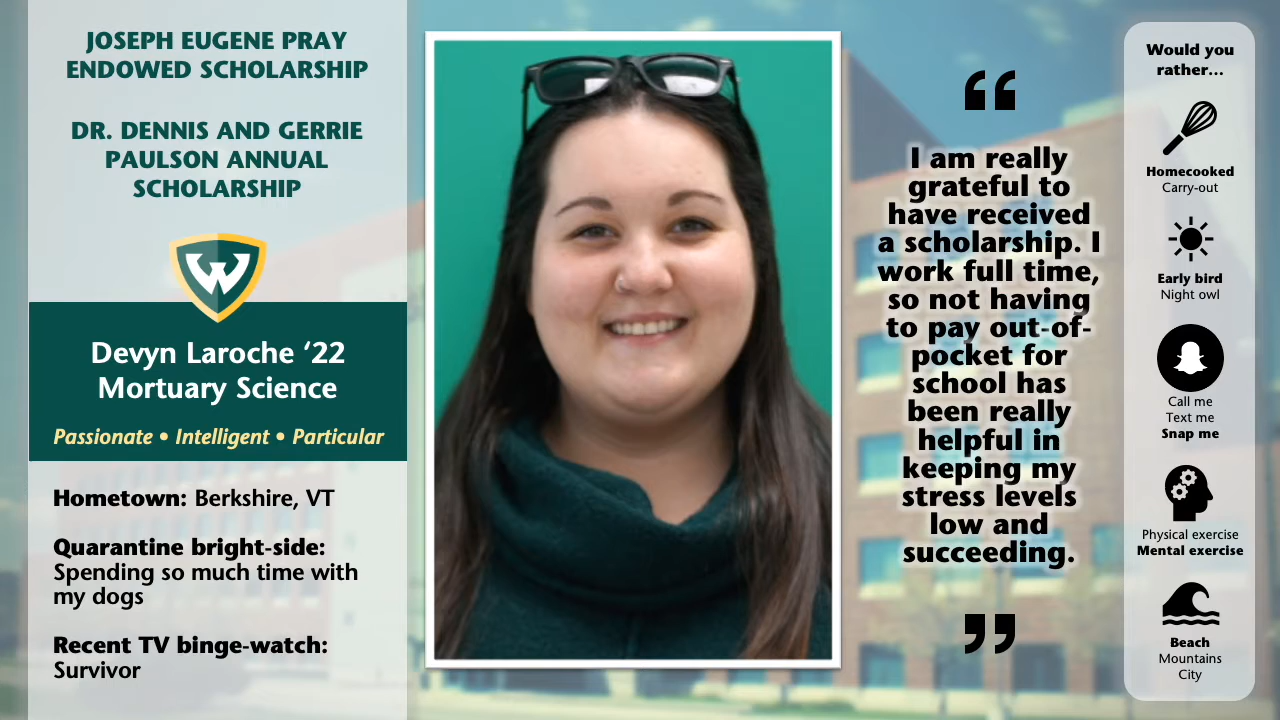 JOSEPH EUGENE PRAY
ENDOWED SCHOLARSHIP
DR. DENNIS AND GERRIE
PAULSON ANNUAL
SCHOLARSHIP
W
Devyn Laroche ‘22
Mortuary Science
Passionate • Intelligent • Particular
Hometown: Berkshire, VT
Quarantine bright-side:
Spending so much time with
my dogs
Recent TV binge-watch:
Survivor
“
I am really
grateful to
have received
a scholarship. I
work full time,
so not having
to pay out-of-
pocket for
school has
been really
helpful in
keeping my
stress levels
low and
succeeding.
”
Would you
rather...
Homecooked
Carry-out
Early bird
Night owl
Call me
Text me
Snap me
Physical exercise
Mental exercise
Beach
Mountains
City